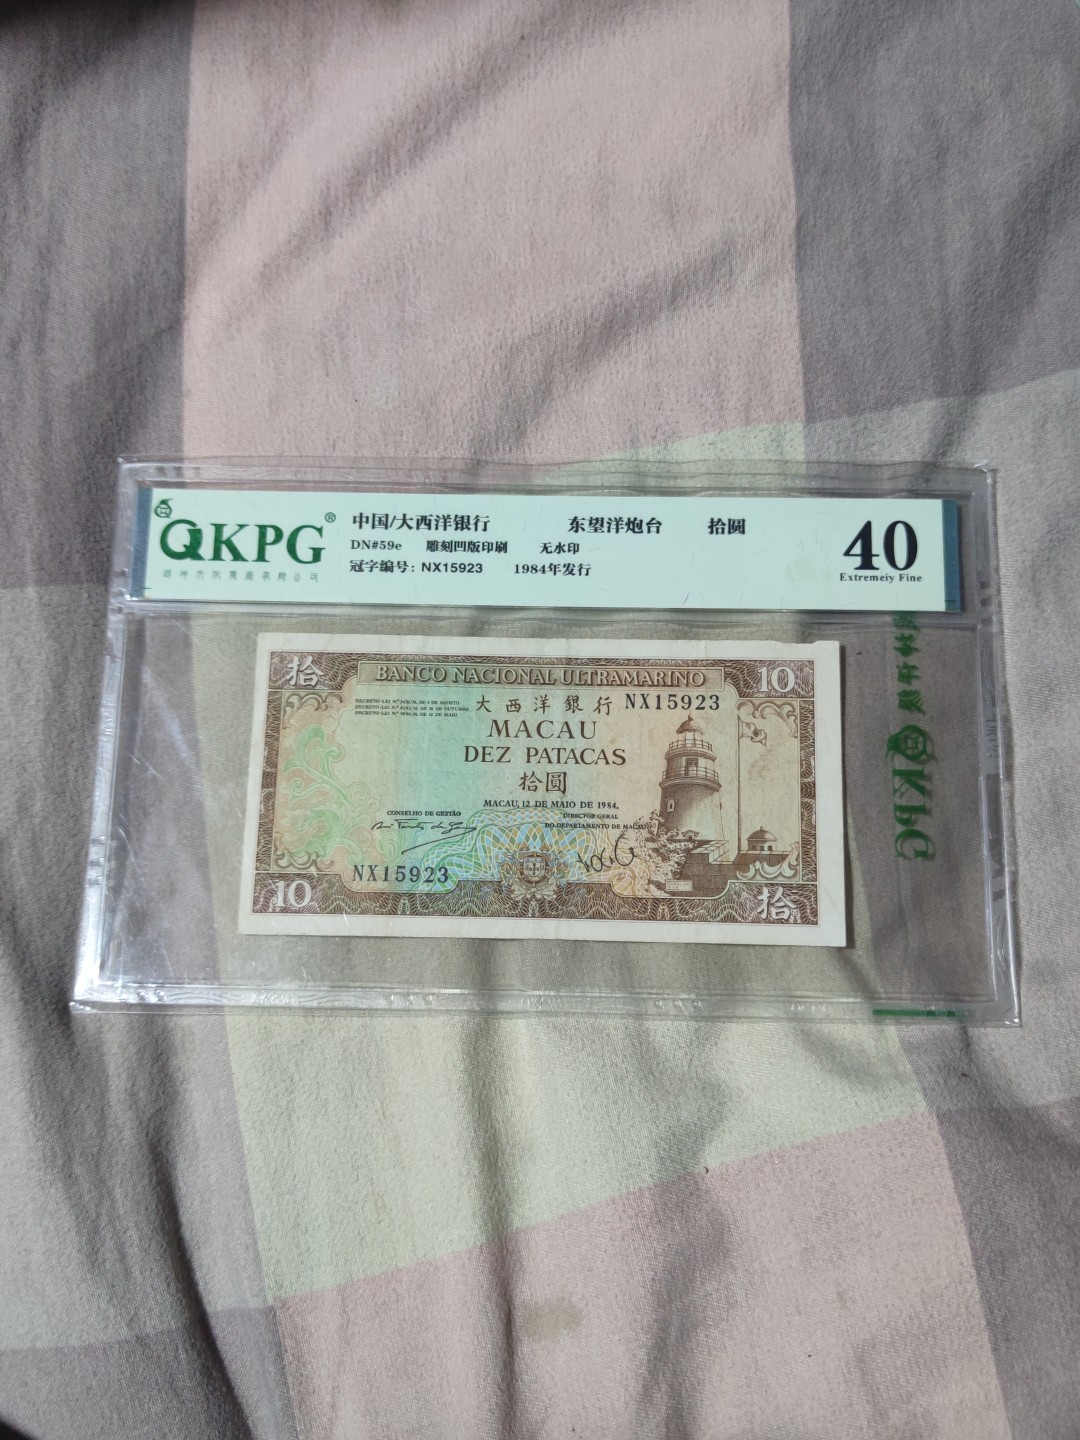 QKPG®
中国/大西洋银行 东望洋炮台 拾圆
DN#59e 雕刻凹版印刷 无水印
冠字编号: NX15923 1984年发行
40
Extremeiy Fine
拾
BANCO NACIONAL ULTRAMARINO
10
大西洋銀行 NX15923
MACAU
DEZ PATACAS
拾圓
MACAU, 12 DE MAIO DE 1984,
CONSELHO DE GESTÃO
DIRECTOR GERAL
DO DEPARTAMENTO DE MACAU
NX15923
10
拾
QKPG